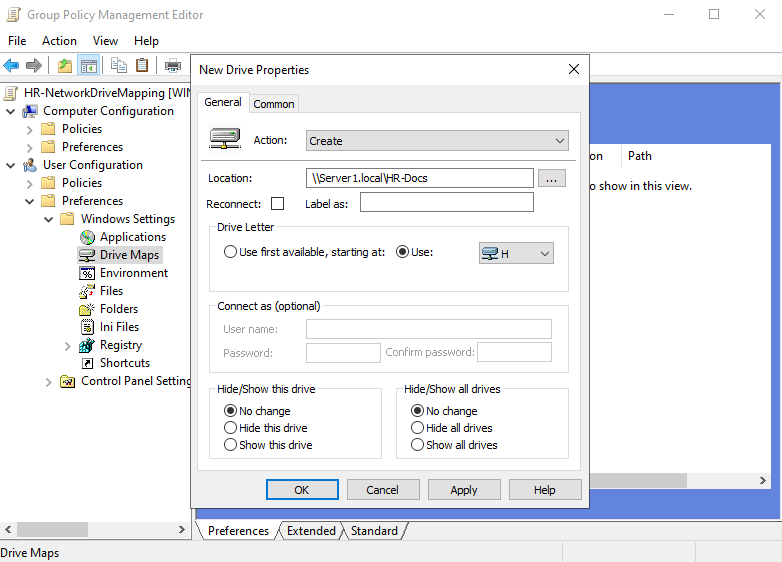 Group Policy Management Editor
File Action View Help
HR-NetworkDriveMapping [WIN
Computer Configuration
Policies
Preferences
User Configuration
Policies
Preferences
Windows Settings
Applications
Drive Maps
Environment
Files
Folders
Ini Files
Registry
Shortcuts
Control Panel Setting
New Drive Properties
General Common
Action: Create
Location: \\Server1.local\HR-Docs ...
Reconnect: Label as:
Drive Letter
Use first available, starting at: Use: H
Connect as (optional)
User name:
Password: Confirm password:
Hide/Show this drive
No change
Hide this drive
Show this drive
Hide/Show all drives
No change
Hide all drives
Show all drives
OK Cancel Apply Help
on Path
o show in this view.
Preferences Extended Standard
Drive Maps